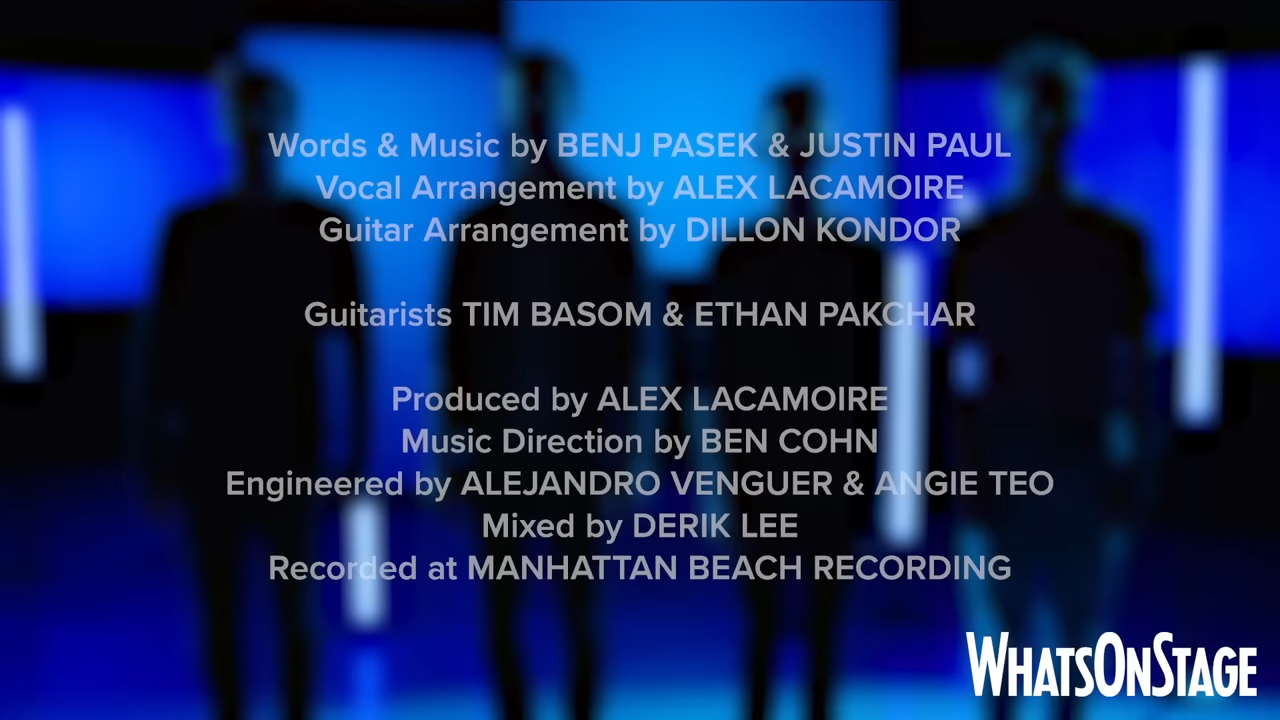 Words & Music by BENJ PASEK & JUSTIN PAUL
Vocal Arrangement by ALEX LACAMOIRE
Guitar Arrangement by DILLON KONDOR
Guitarists TIM BASOM & ETHAN PAKCHAR
Produced by ALEX LACAMOIRE
Music Direction by BEN COHN
Engineered by ALEJANDRO VENGUER & ANGIE TEO
Mixed by DERIK LEE
Recorded at MANHATTAN BEACH RECORDING
WHATSONSTAGE